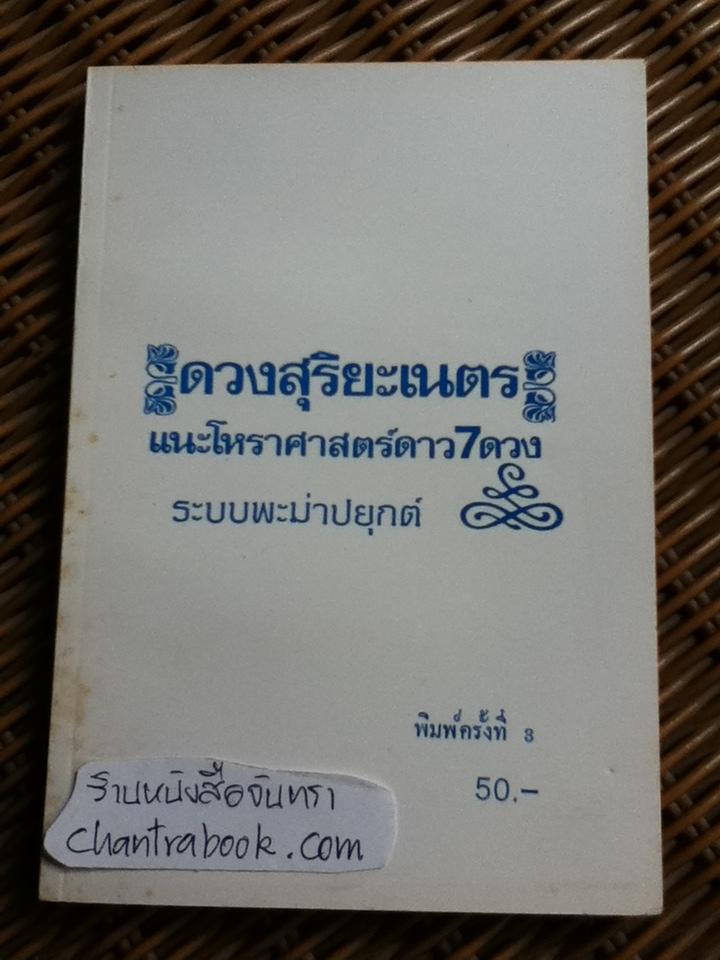 ดวงสุริยะเนตร
แนะโหราศาสตร์ดาว7ดวง
ระบบพะม่าปยุกต์
พิมพ์ครั้งที่ 3
50.-
ร้านหนังสือจันทรา
chantrabook.com